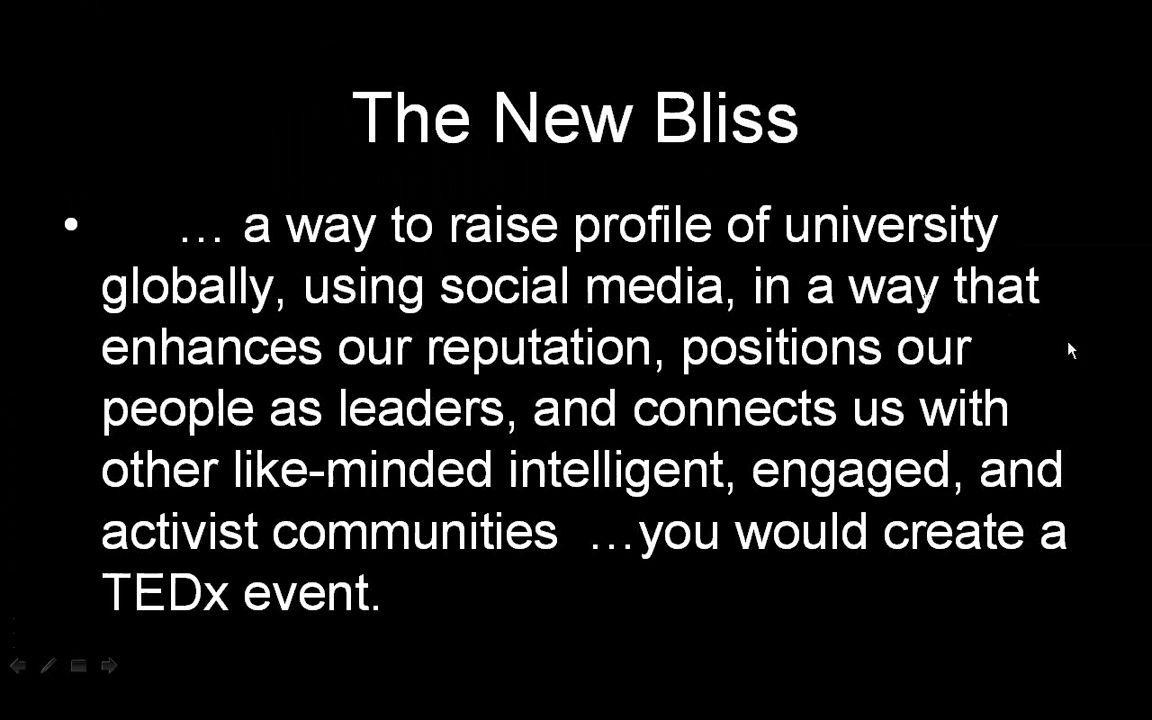 The New Bliss
• … a way to raise profile of university
globally, using social media, in a way that
enhances our reputation, positions our
people as leaders, and connects us with
other like-minded intelligent, engaged, and
activist communities …you would create a
TEDx event.